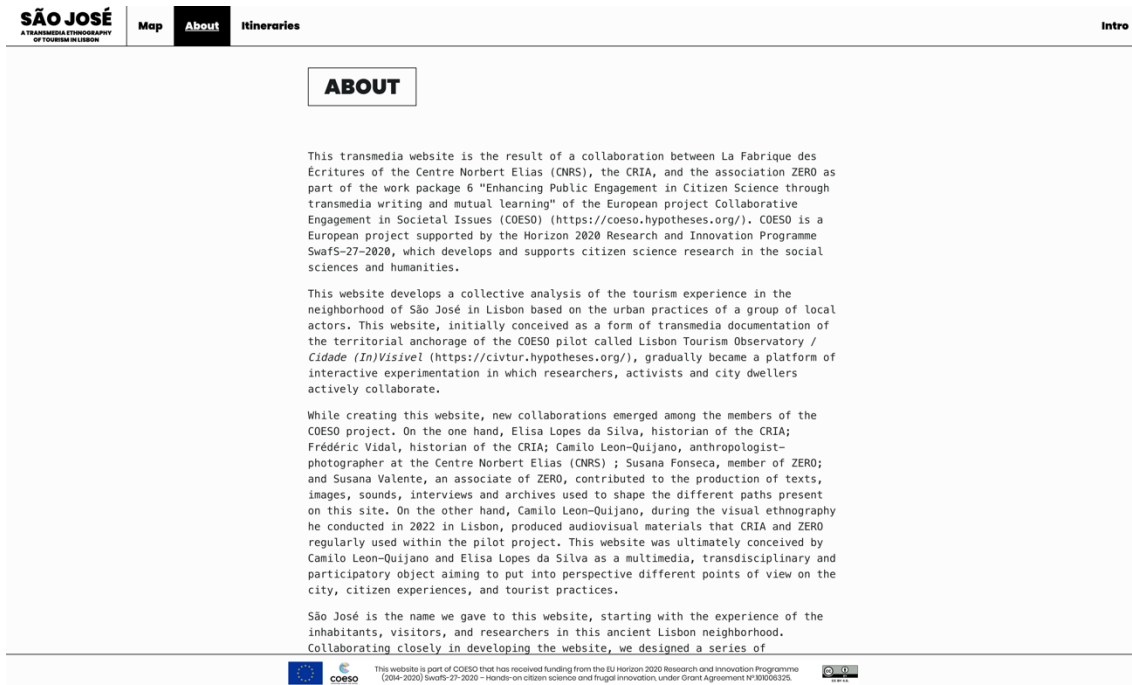 SÃO JOSÉ
A TRANSMEDIA ETHNOGRAPHY
OF TOURISM IN LISBON
Map
About
Itineraries
Intro
ABOUT
This transmedia website is the result of a collaboration between La Fabrique des
Écritures of the Centre Norbert Elias (CNRS), the CRIA, and the association ZERO as
part of the work package 6 "Enhancing Public Engagement in Citizen Science through
transmedia writing and mutual learning" of the European project Collaborative
Engagement in Societal Issues (COESO) (https://coeso.hypotheses.org/). COESO is a
European project supported by the Horizon 2020 Research and Innovation Programme
SwafS-27-2020, which develops and supports citizen science research in the social
sciences and humanities.
This website develops a collective analysis of the tourism experience in the
neighborhood of São José in Lisbon based on the urban practices of a group of local
actors. This website, initially conceived as a form of transmedia documentation of
the territorial anchorage of the COESO pilot called Lisbon Tourism Observatory /
Cidade (In)Visivel (https://civtur.hypotheses.org/), gradually became a platform of
interactive experimentation in which researchers, activists and city dwellers
actively collaborate.
While creating this website, new collaborations emerged among the members of the
COESO project. On the one hand, Elisa Lopes da Silva, historian of the CRIA;
Frédéric Vidal, historian of the CRIA; Camilo Leon-Quijano, anthropologist-
photographer at the Centre Norbert Elias (CNRS) ; Susana Fonseca, member of ZERO;
and Susana Valente, an associate of ZERO, contributed to the production of texts,
images, sounds, interviews and archives used to shape the different paths present
on this site. On the other hand, Camilo Leon-Quijano, during the visual ethnography
he conducted in 2022 in Lisbon, produced audiovisual materials that CRIA and ZERO
regularly used within the pilot project. This website was ultimately conceived by
Camilo Leon-Quijano and Elisa Lopes da Silva as a multimedia, transdisciplinary and
participatory object aiming to put into perspective different points of view on the
city, citizen experiences, and tourist practices.
São José is the name we gave to this website, starting with the experience of the
inhabitants, visitors, and researchers in this ancient Lisbon neighborhood.
Collaborating closely in developing the website, we designed a series of
coeso
This website is part of COESO that has received funding from the EU Horizon 2020 Research and Innovation Programme
(2014-2020) SwafS-27-2020 – Hands-on citizen science and frugal innovation, under Grant Agreement Nº.101006325.